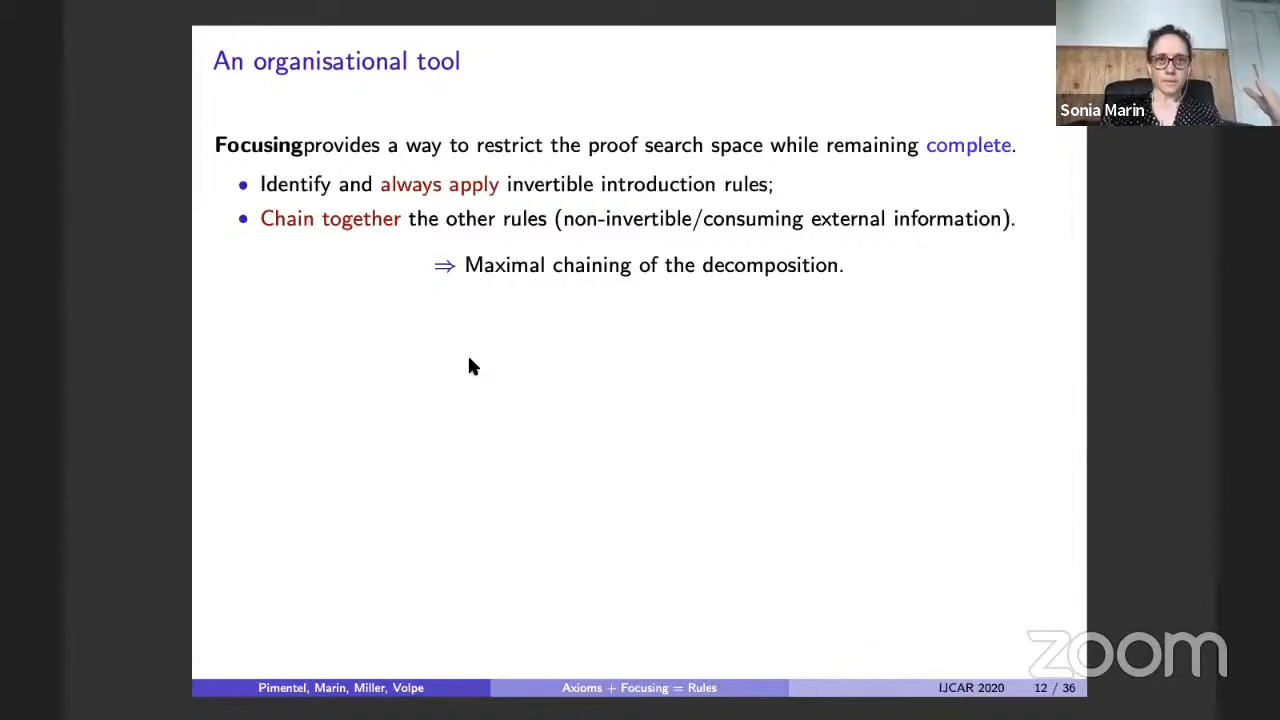 An organisational tool
Sonia Marin
Focusingprovides a way to restrict the proof search space while remaining complete.
• Identify and always apply invertible introduction rules;
• Chain together the other rules (non-invertible/consuming external information).
⇒ Maximal chaining of the decomposition.
zoom
Pimentel, Marin, Miller, Volpe
Axioms + Focusing = Rules
IJCAR 2020 12 / 36